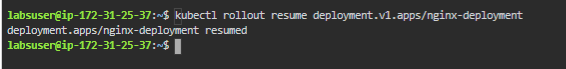 labsuser@ip-172-31-25-37:~$ kubectl rollout resume deployment.v1.apps/nginx-deployment
deployment.apps/nginx-deployment resumed
labsuser@ip-172-31-25-37:~$